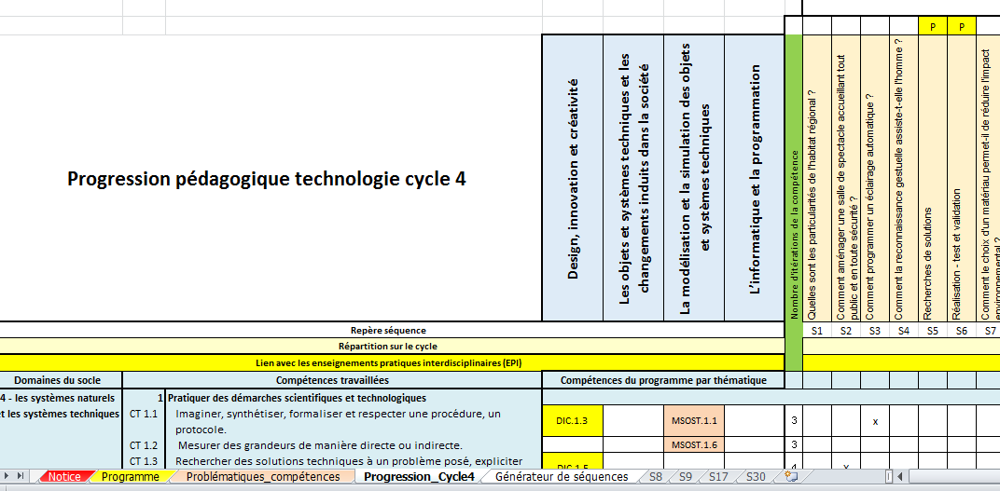 P P
Progression pédagogique technologie cycle 4
Design, innovation et créativité
Les objets et systèmes techniques et les
changements induits dans la société
La modélisation et la simulation des objets
et systèmes techniques
L'informatique et la programmation
Nombre d'itérations de la compétence
Quelles sont les particularités de l'habitat régional ?
Comment aménager une salle de spectacle accueillant tout
public et en toute sécurité ?
Comment programmer un éclairage automatique ?
Comment la reconnaissance gestuelle assiste-t-elle l'homme ?
Recherches de solutions
Réalisation - test et validation
Comment le choix d'un matériau permet-il de réduire l'impact
environnemental ?
Repère séquence S1 S2 S3 S4 S5 S6 S7
Répartition sur le cycle
Lien avec les enseignements pratiques interdisciplinaires (EPI)
Domaines du socle Compétences travaillées Compétences du programme par thématique
4 - les systèmes naturels 1 Pratiquer des démarches scientifiques et technologiques
et les systèmes techniques CT 1.1 Imaginer, synthétiser, formaliser et respecter une procédure, un
protocole. DIC.1.3 MSOST.1.1 3 x
CT 1.2 Mesurer des grandeurs de manière directe ou indirecte. MSOST.1.6 3
CT 1.3 Rechercher des solutions techniques à un problème posé, expliciter DIC.1.5 4 x
Notice Programme Problématiques_compétences Progression_Cycle4 Générateur de séquences S8 S9 S17 S30